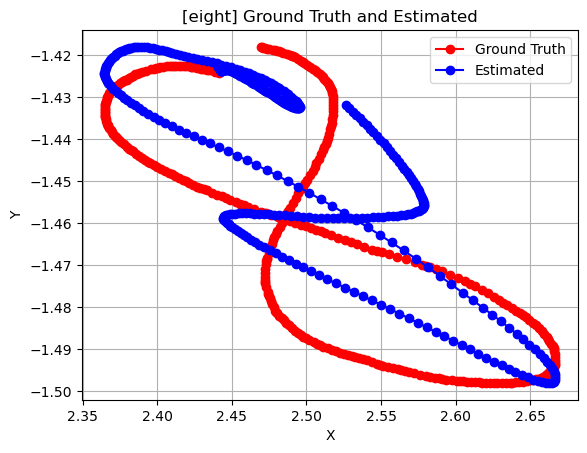 [eight] Ground Truth and Estimated
Ground Truth
Estimated
−1.42
−1.43
−1.44
−1.45
−1.46
−1.47
−1.48
−1.49
−1.50
Y
2.35 2.40 2.45 2.50 2.55 2.60 2.65
X